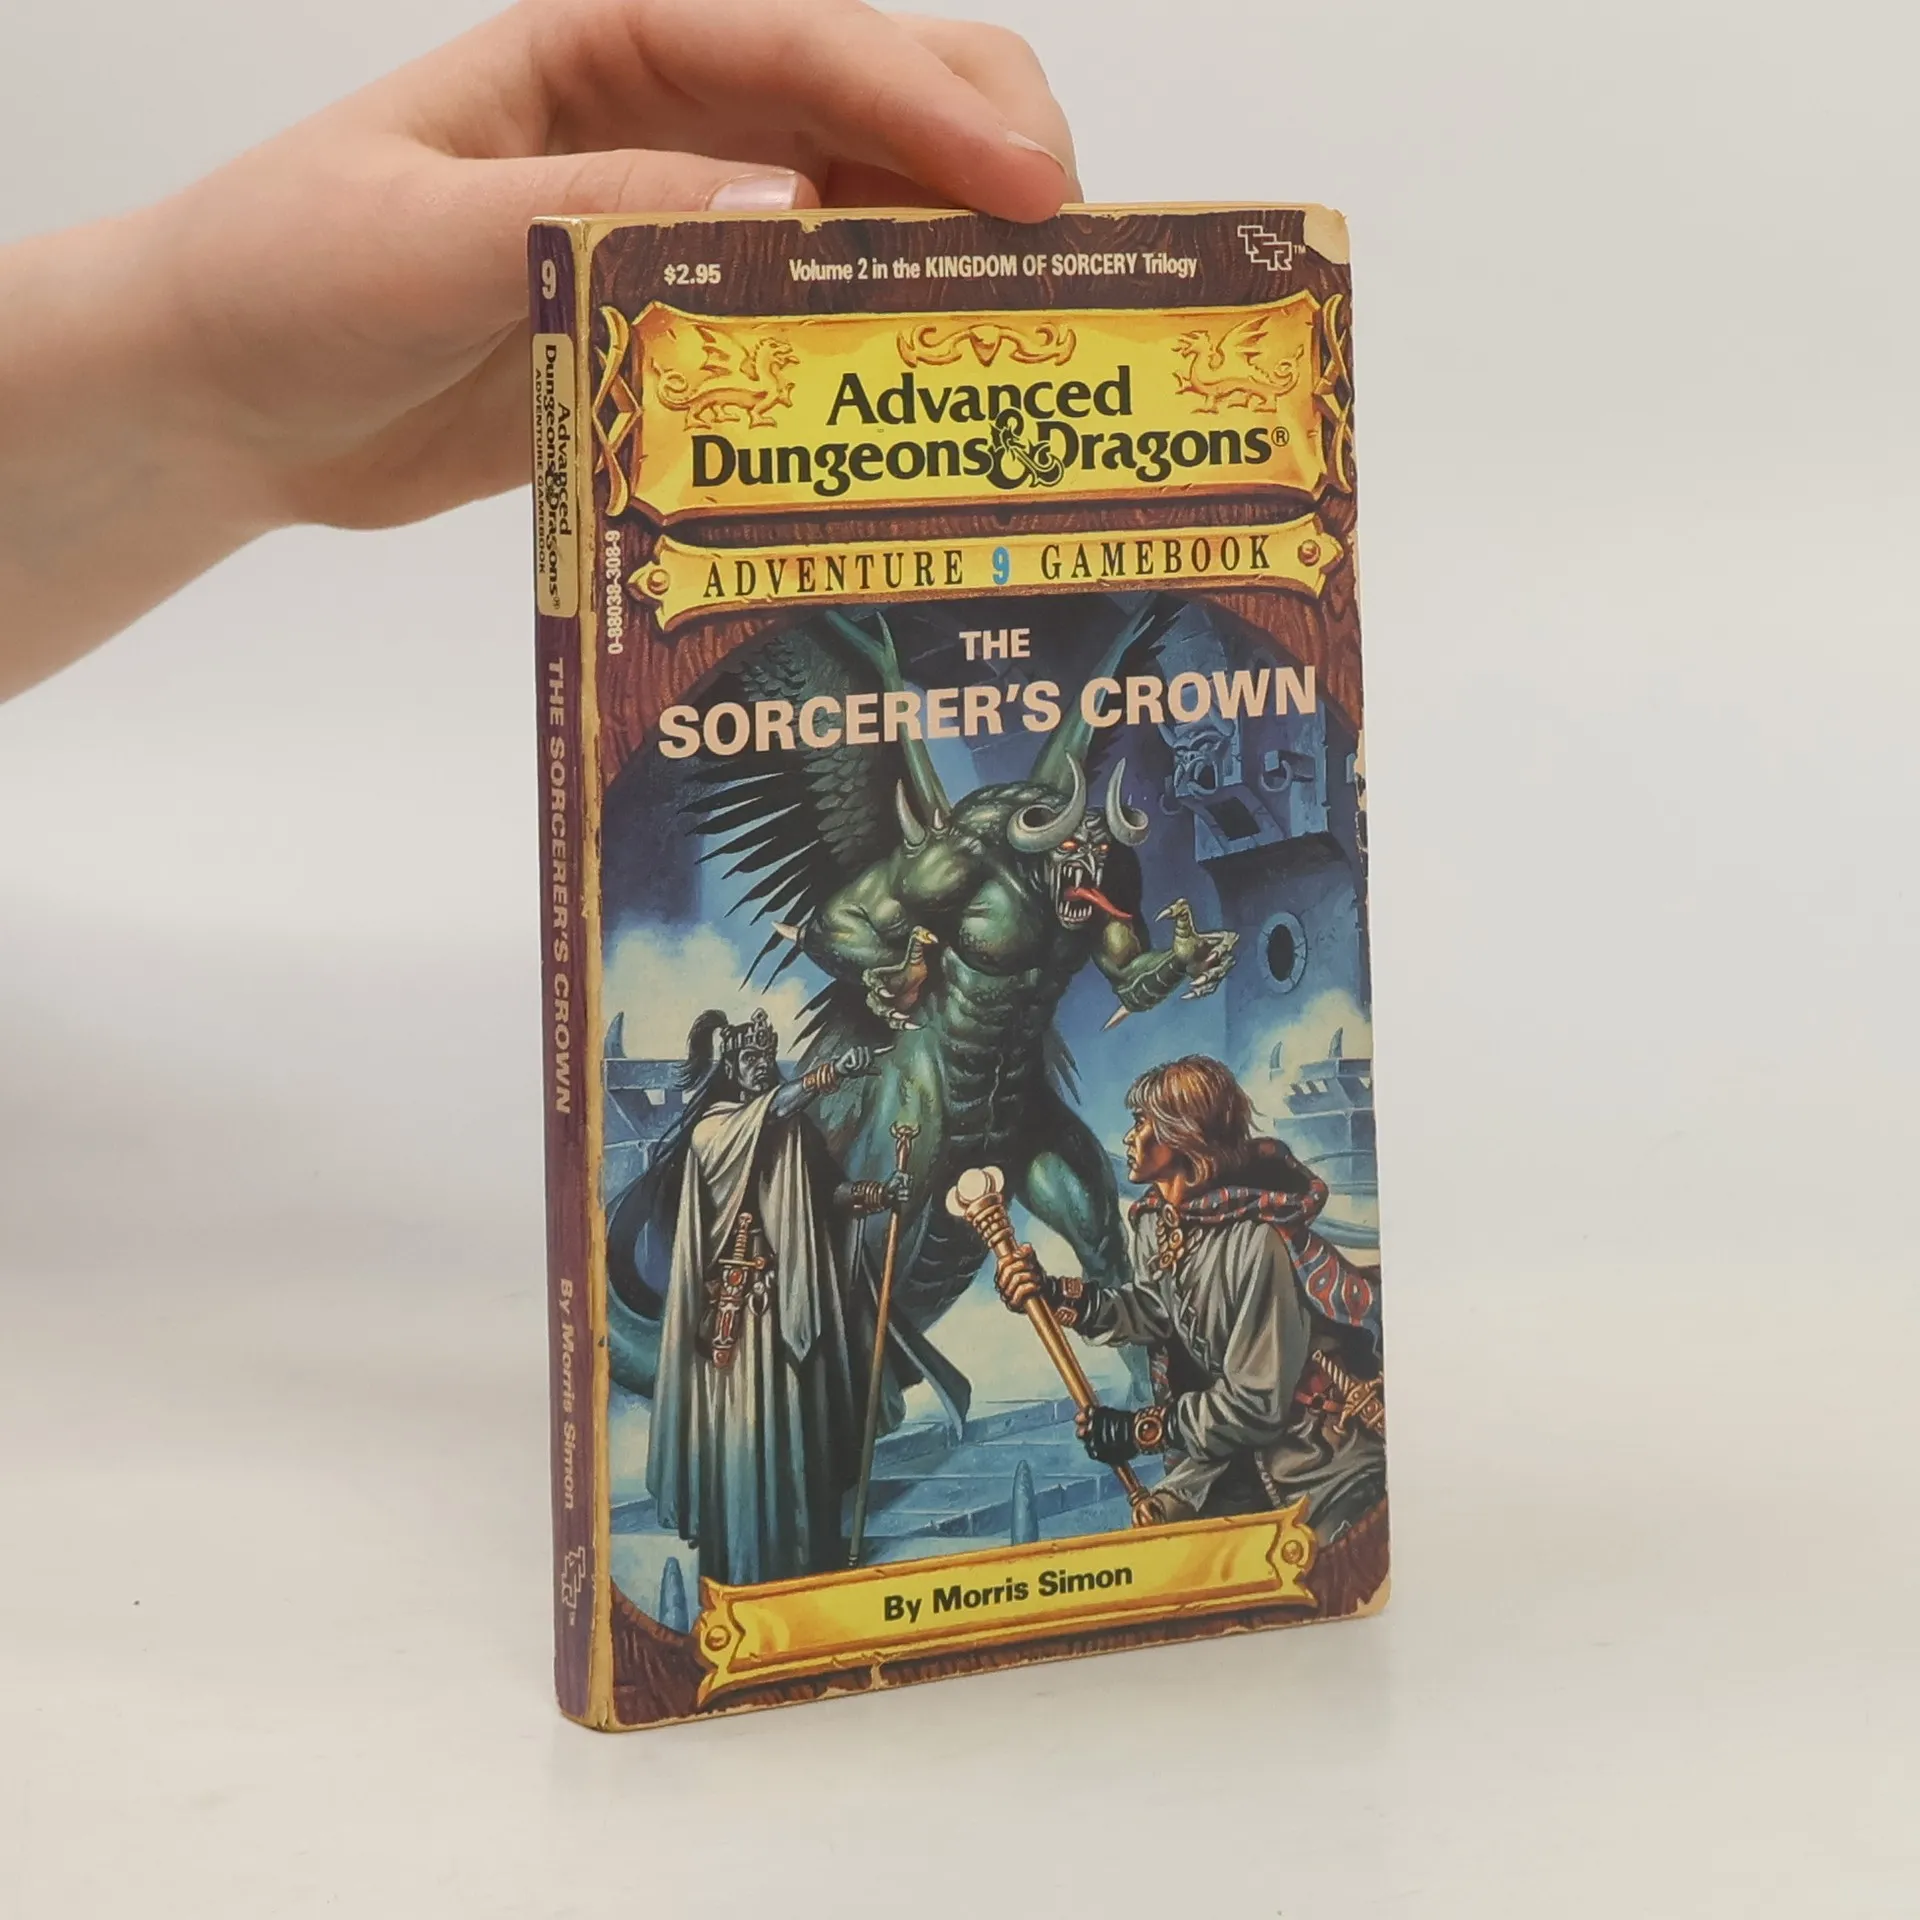 $2.95
Volume 2 in the KINGDOM OF SORCERY Trilogy
TSR™
Advanced
Dungeons & Dragons®
ADVENTURE 9 GAMEBOOK
THE
SORCERER'S CROWN
By Morris Simon
0-88038-308-9
9
Advanced
Dungeons & Dragons®
ADVENTURE GAMEBOOK
THE SORCERER'S CROWN
By Morris Simon
TSR™